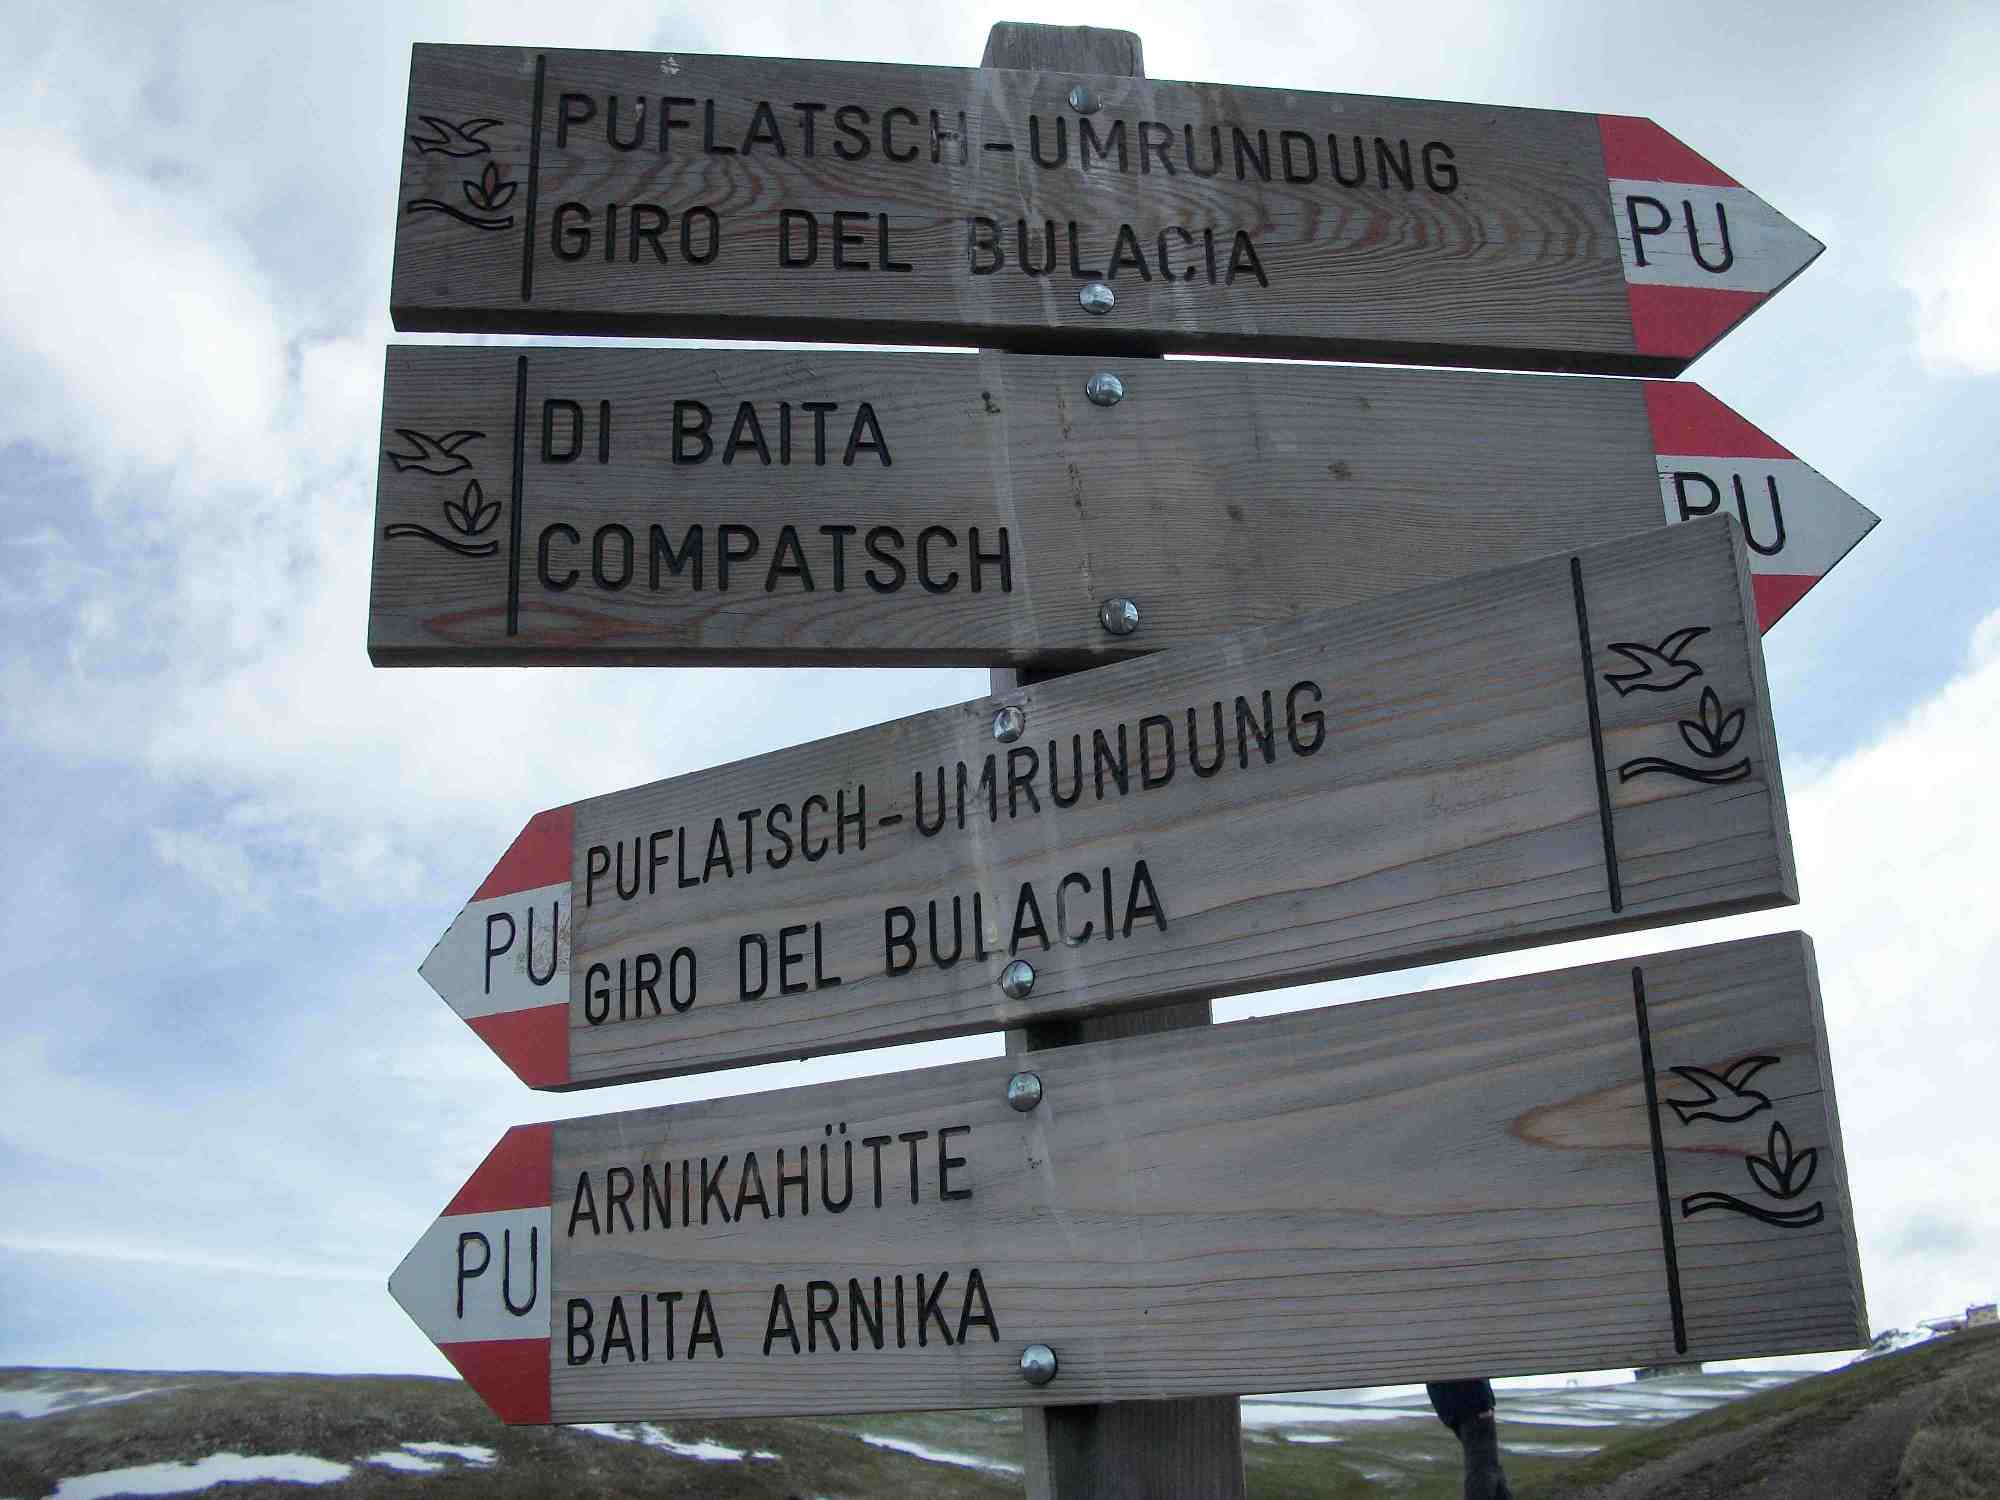 PUFLATSCH-UMRUNDUNG
GIRO DEL BULACIA
PU
DI BAITA
COMPATSCH
PU
PUFLATSCH-UMRUNDUNG
GIRO DEL BULACIA
PU
ARNIKAHÜTTE
BAITA ARNIKA
PU